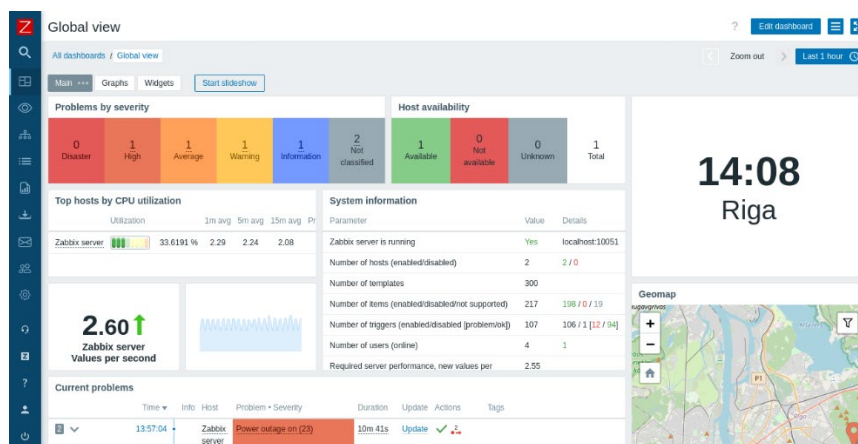 Z Global view
? Edit dashboard
All dashboards / Global view
Zoom out
Last 1 hour
Main
Graphs
Widgets
Start slideshow
Problems by severity
0 Disaster
1 High
1 Average
1 Warning
1 Information
2 Not classified
Host availability
1 Available
0 Not available
0 Unknown
1 Total
14:08
Riga
Top hosts by CPU utilization
Utilization 1m avg 5m avg 15m avg Pr
Zabbix server 33.6191 % 2.29 2.24 2.08
System information
Parameter Value Details
Zabbix server is running Yes localhost:10051
Number of hosts (enabled/disabled) 2 2 / 0
Number of templates 300
Number of items (enabled/disabled/not supported) 217 198 / 0 / 19
Number of triggers (enabled/disabled [problem/ok]) 107 106 / 1 [12 / 94]
Number of users (online) 4 1
Required server performance, new values per 2.55
2.60
Zabbix server
Values per second
Geomap
+
−
P1
Rīga
Current problems
Time Info Host Problem • Severity Duration Update Actions Tags
2 13:57:04 Zabbix server Power outage on (23) 10m 41s Update 2
Z
?